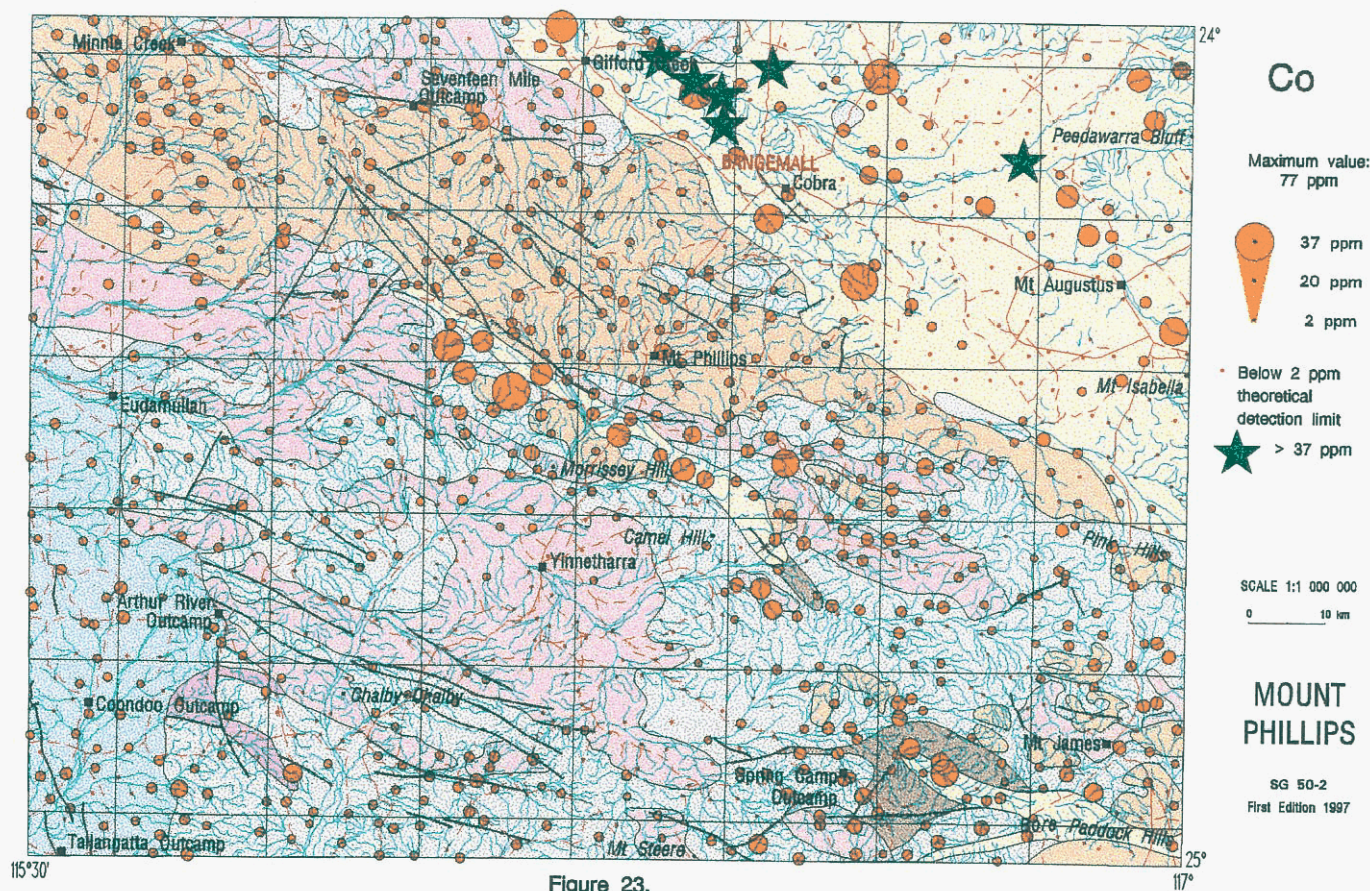 24°
Minnie Creek
Gifford Creek
Seventeen Mile
Outcamp
Peedawarra Bluff
BANGEMALL
Cobra
Mt Augustus
Mt Phillips
Mt Isabella
Eudamullah
Morrissey Hill
Camel Hill
Pink Hills
Yinnetharra
Arthur River
Outcamp
Chalby Chalby
Coondoo Outcamp
Mt James
Spring Camp
Outcamp
Bore Paddock Hills
Mt Steere
Tallangatta Outcamp
115°30'
25°
117°
Co
Maximum value:
77 ppm
37 ppm
20 ppm
2 ppm
Below 2 ppm
theoretical
detection limit
> 37 ppm
SCALE 1:1 000 000
0 10 km
MOUNT
PHILLIPS
SG 50-2
First Edition 1997
Figure 23.